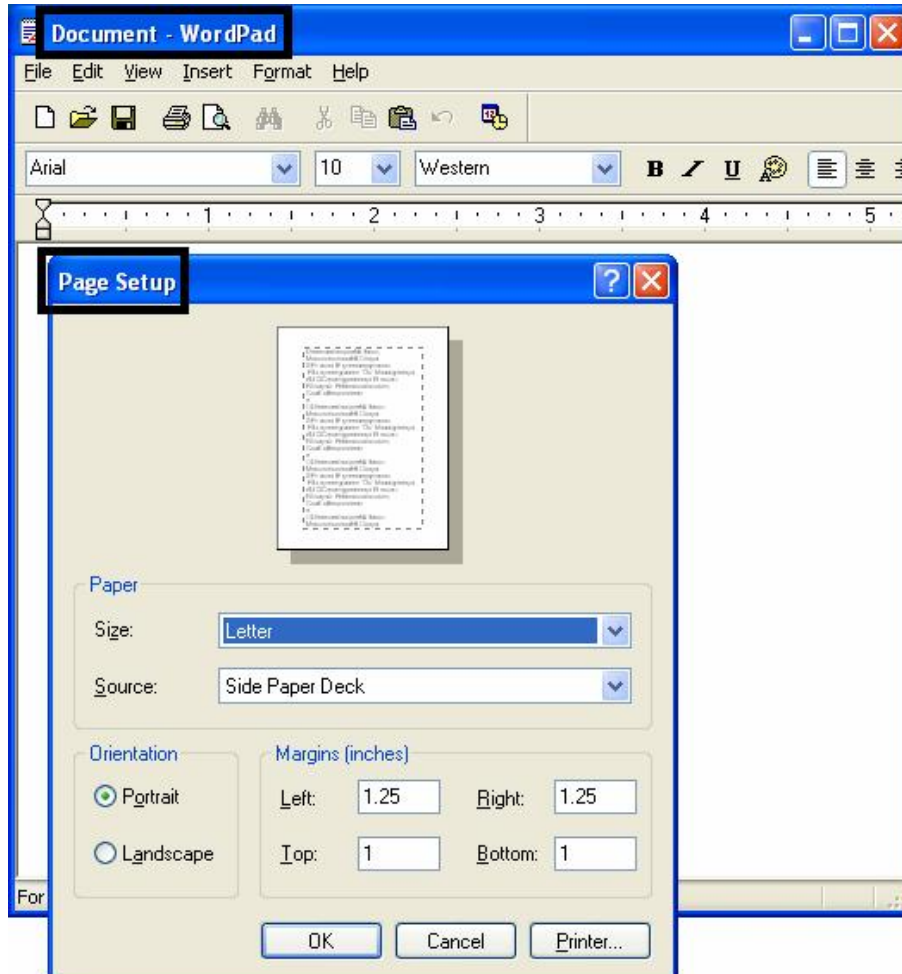 Document - WordPad
File Edit View Insert Format Help
Arial 10 Western B I U
1 2 3 4 5
Page Setup
Paper
Size: Letter
Source: Side Paper Deck
Orientation
Margins (inches)
Portrait Left: 1.25 Right: 1.25
Landscape Top: 1 Bottom: 1
For
OK Cancel Printer...